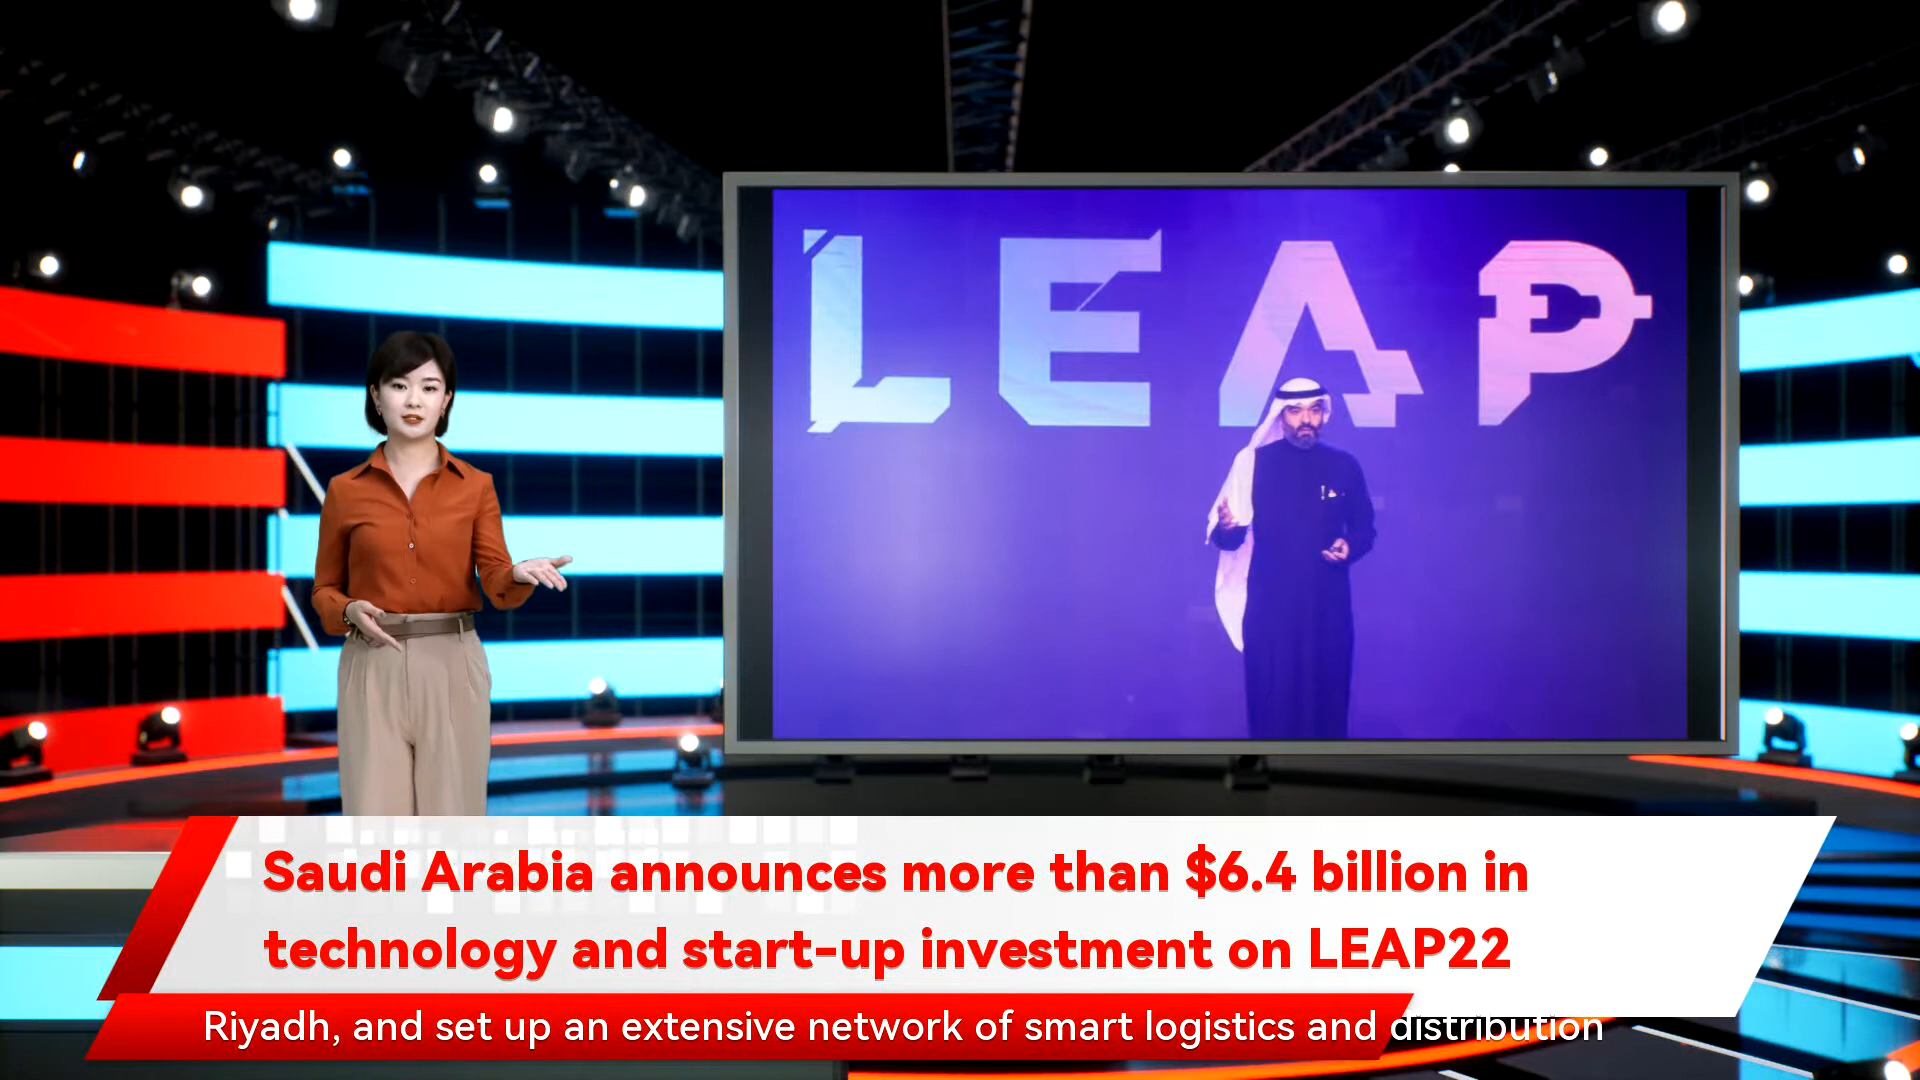 LEAP
Saudi Arabia announces more than $6.4 billion in
technology and start-up investment on LEAP22
Riyadh, and set up an extensive network of smart logistics and distribution